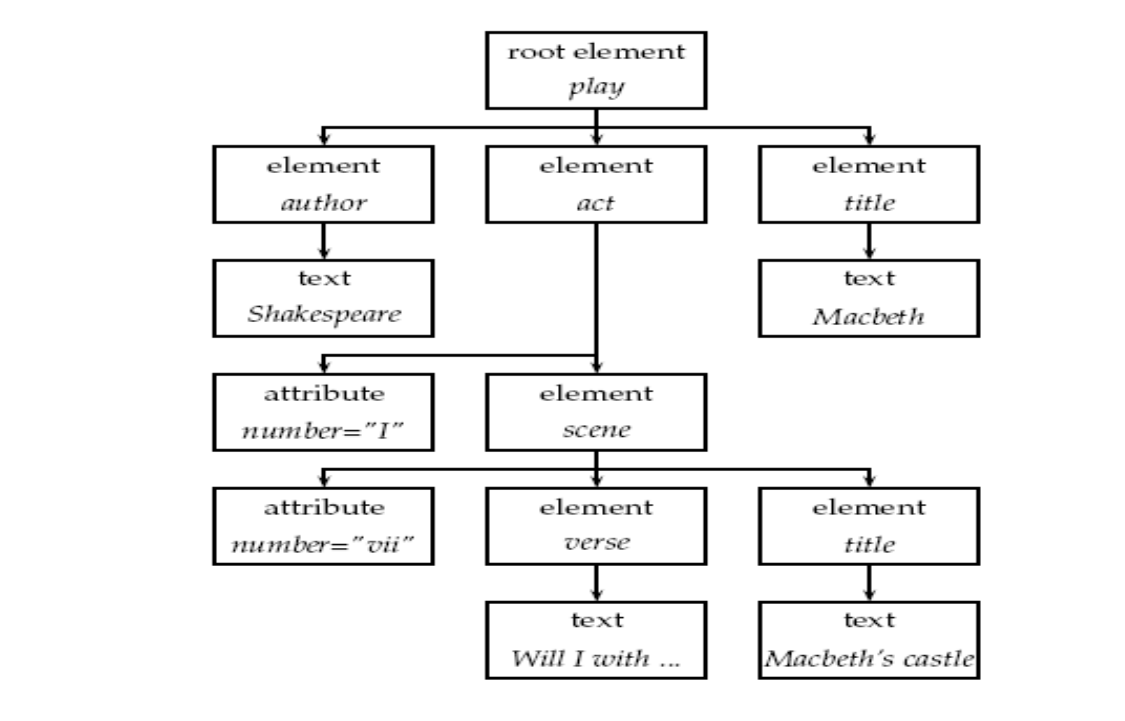 root element
play
element
author
element
act
element
title
text
Shakespeare
text
Macbeth
attribute
number="I"
element
scene
attribute
number="vii"
element
verse
element
title
text
Will I with ...
text
Macbeth's castle